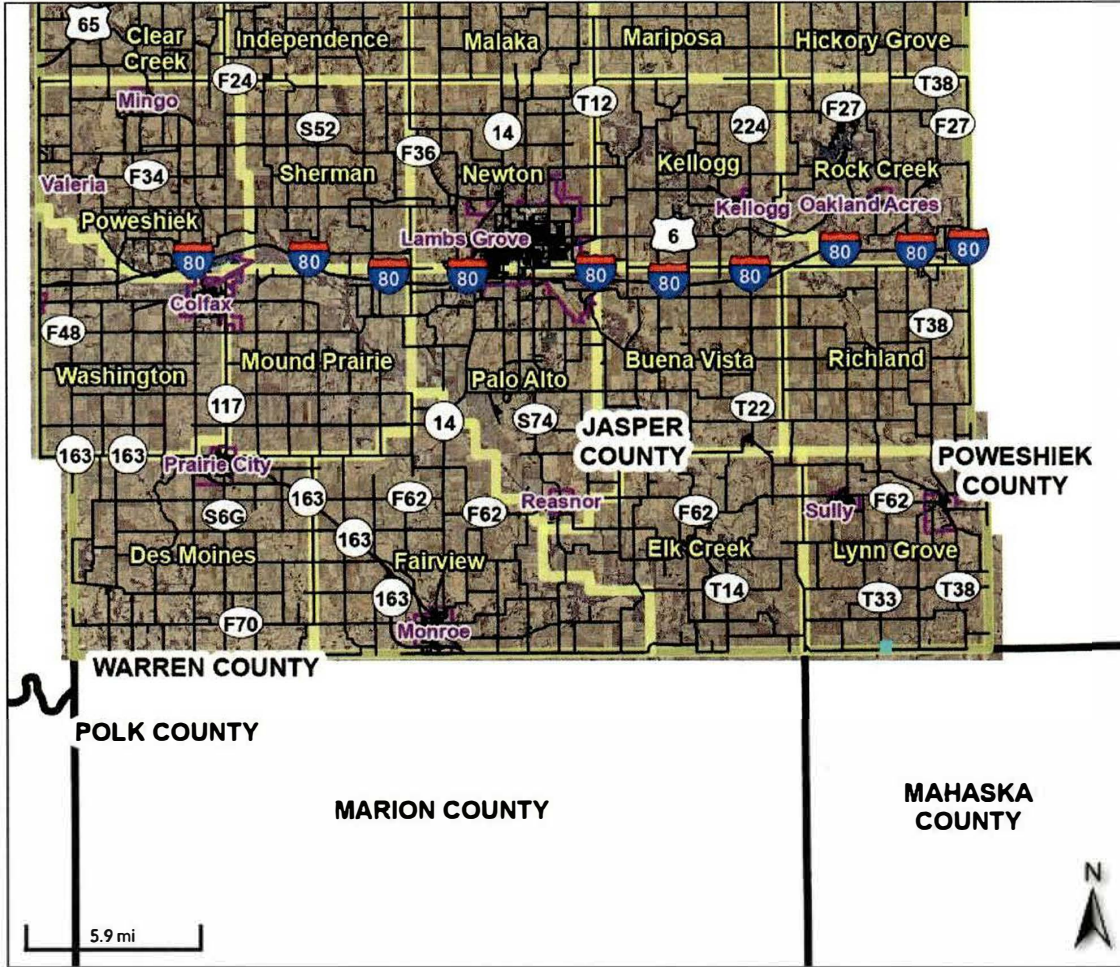 65
Clear
Creek
Independence
Malaka
Mariposa
Hickory Grove
F24
T38
Mingo
T12
F27
S52
14
224
F27
F36
Kellogg
Rock Creek
F34
Sherman
Newton
Valeria
Kellogg
Oakland Acres
Poweshiek
Lambs Grove
6
80
80
80
80
80
80
80
80
80
80
Colfax
F48
T38
Mound Prairie
Buena Vista
Richland
Washington
Palo Alto
117
T22
14
S74
JASPER
COUNTY
163
163
Prairie City
POWESHIEK
COUNTY
163
F62
Reasnor
F62
Sully
F62
F62
S6G
163
Des Moines
Fairview
Elk Creek
Lynn Grove
163
T14
T33
T38
F70
Monroe
WARREN COUNTY
POLK COUNTY
MARION COUNTY
MAHASKA
COUNTY
N
5.9 mi